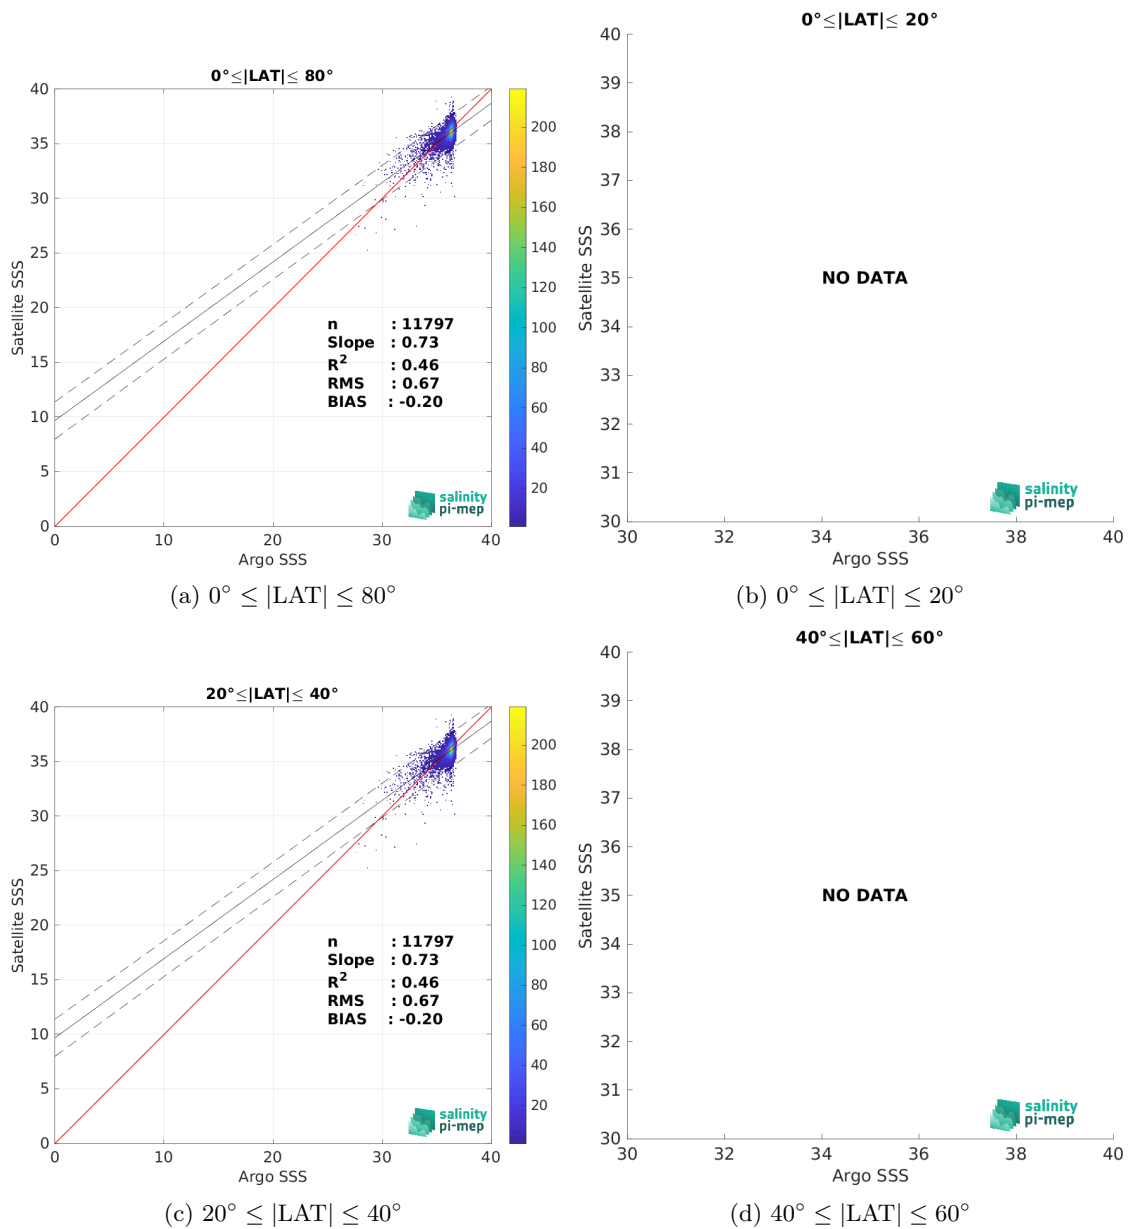 0°≤|LAT|≤ 80°
40
35
30
25
20
15
10
5
0
Satellite SSS
0
10
20
30
40
Argo SSS
n : 11797
Slope : 0.73
R² : 0.46
RMS : 0.67
BIAS : -0.20
salinity
pi-mep
200
180
160
140
120
100
80
60
40
20
(a) 0° ≤ |LAT| ≤ 80°
0°≤|LAT|≤ 20°
40
39
38
37
36
35
34
33
32
31
30
Satellite SSS
NO DATA
salinity
pi-mep
30
32
34
36
38
40
Argo SSS
(b) 0° ≤ |LAT| ≤ 20°
20°≤|LAT|≤ 40°
40
35
30
25
20
15
10
5
0
Satellite SSS
0
10
20
30
40
Argo SSS
n : 11797
Slope : 0.73
R² : 0.46
RMS : 0.67
BIAS : -0.20
salinity
pi-mep
200
180
160
140
120
100
80
60
40
20
(c) 20° ≤ |LAT| ≤ 40°
40°≤|LAT|≤ 60°
40
39
38
37
36
35
34
33
32
31
30
Satellite SSS
NO DATA
salinity
pi-mep
30
32
34
36
38
40
Argo SSS
(d) 40° ≤ |LAT| ≤ 60°